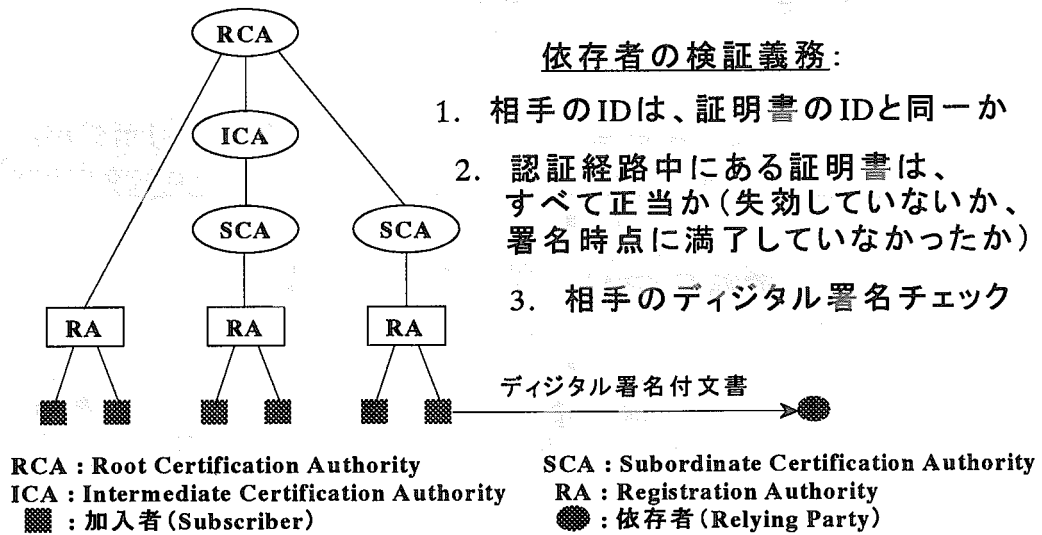 RCA
依存者の検証義務:
1. 相手のIDは、証明書のIDと同一か
ICA
2. 認証経路中にある証明書は、
すべて正当か(失効していないか、
署名時点に満了していなかったか)
SCA
SCA
3. 相手のディジタル署名チェック
RA
RA
RA
ディジタル署名付文書
RCA : Root Certification Authority
SCA : Subordinate Certification Authority
ICA : Intermediate Certification Authority
RA : Registration Authority
: 加入者(Subscriber)
: 依存者(Relying Party)